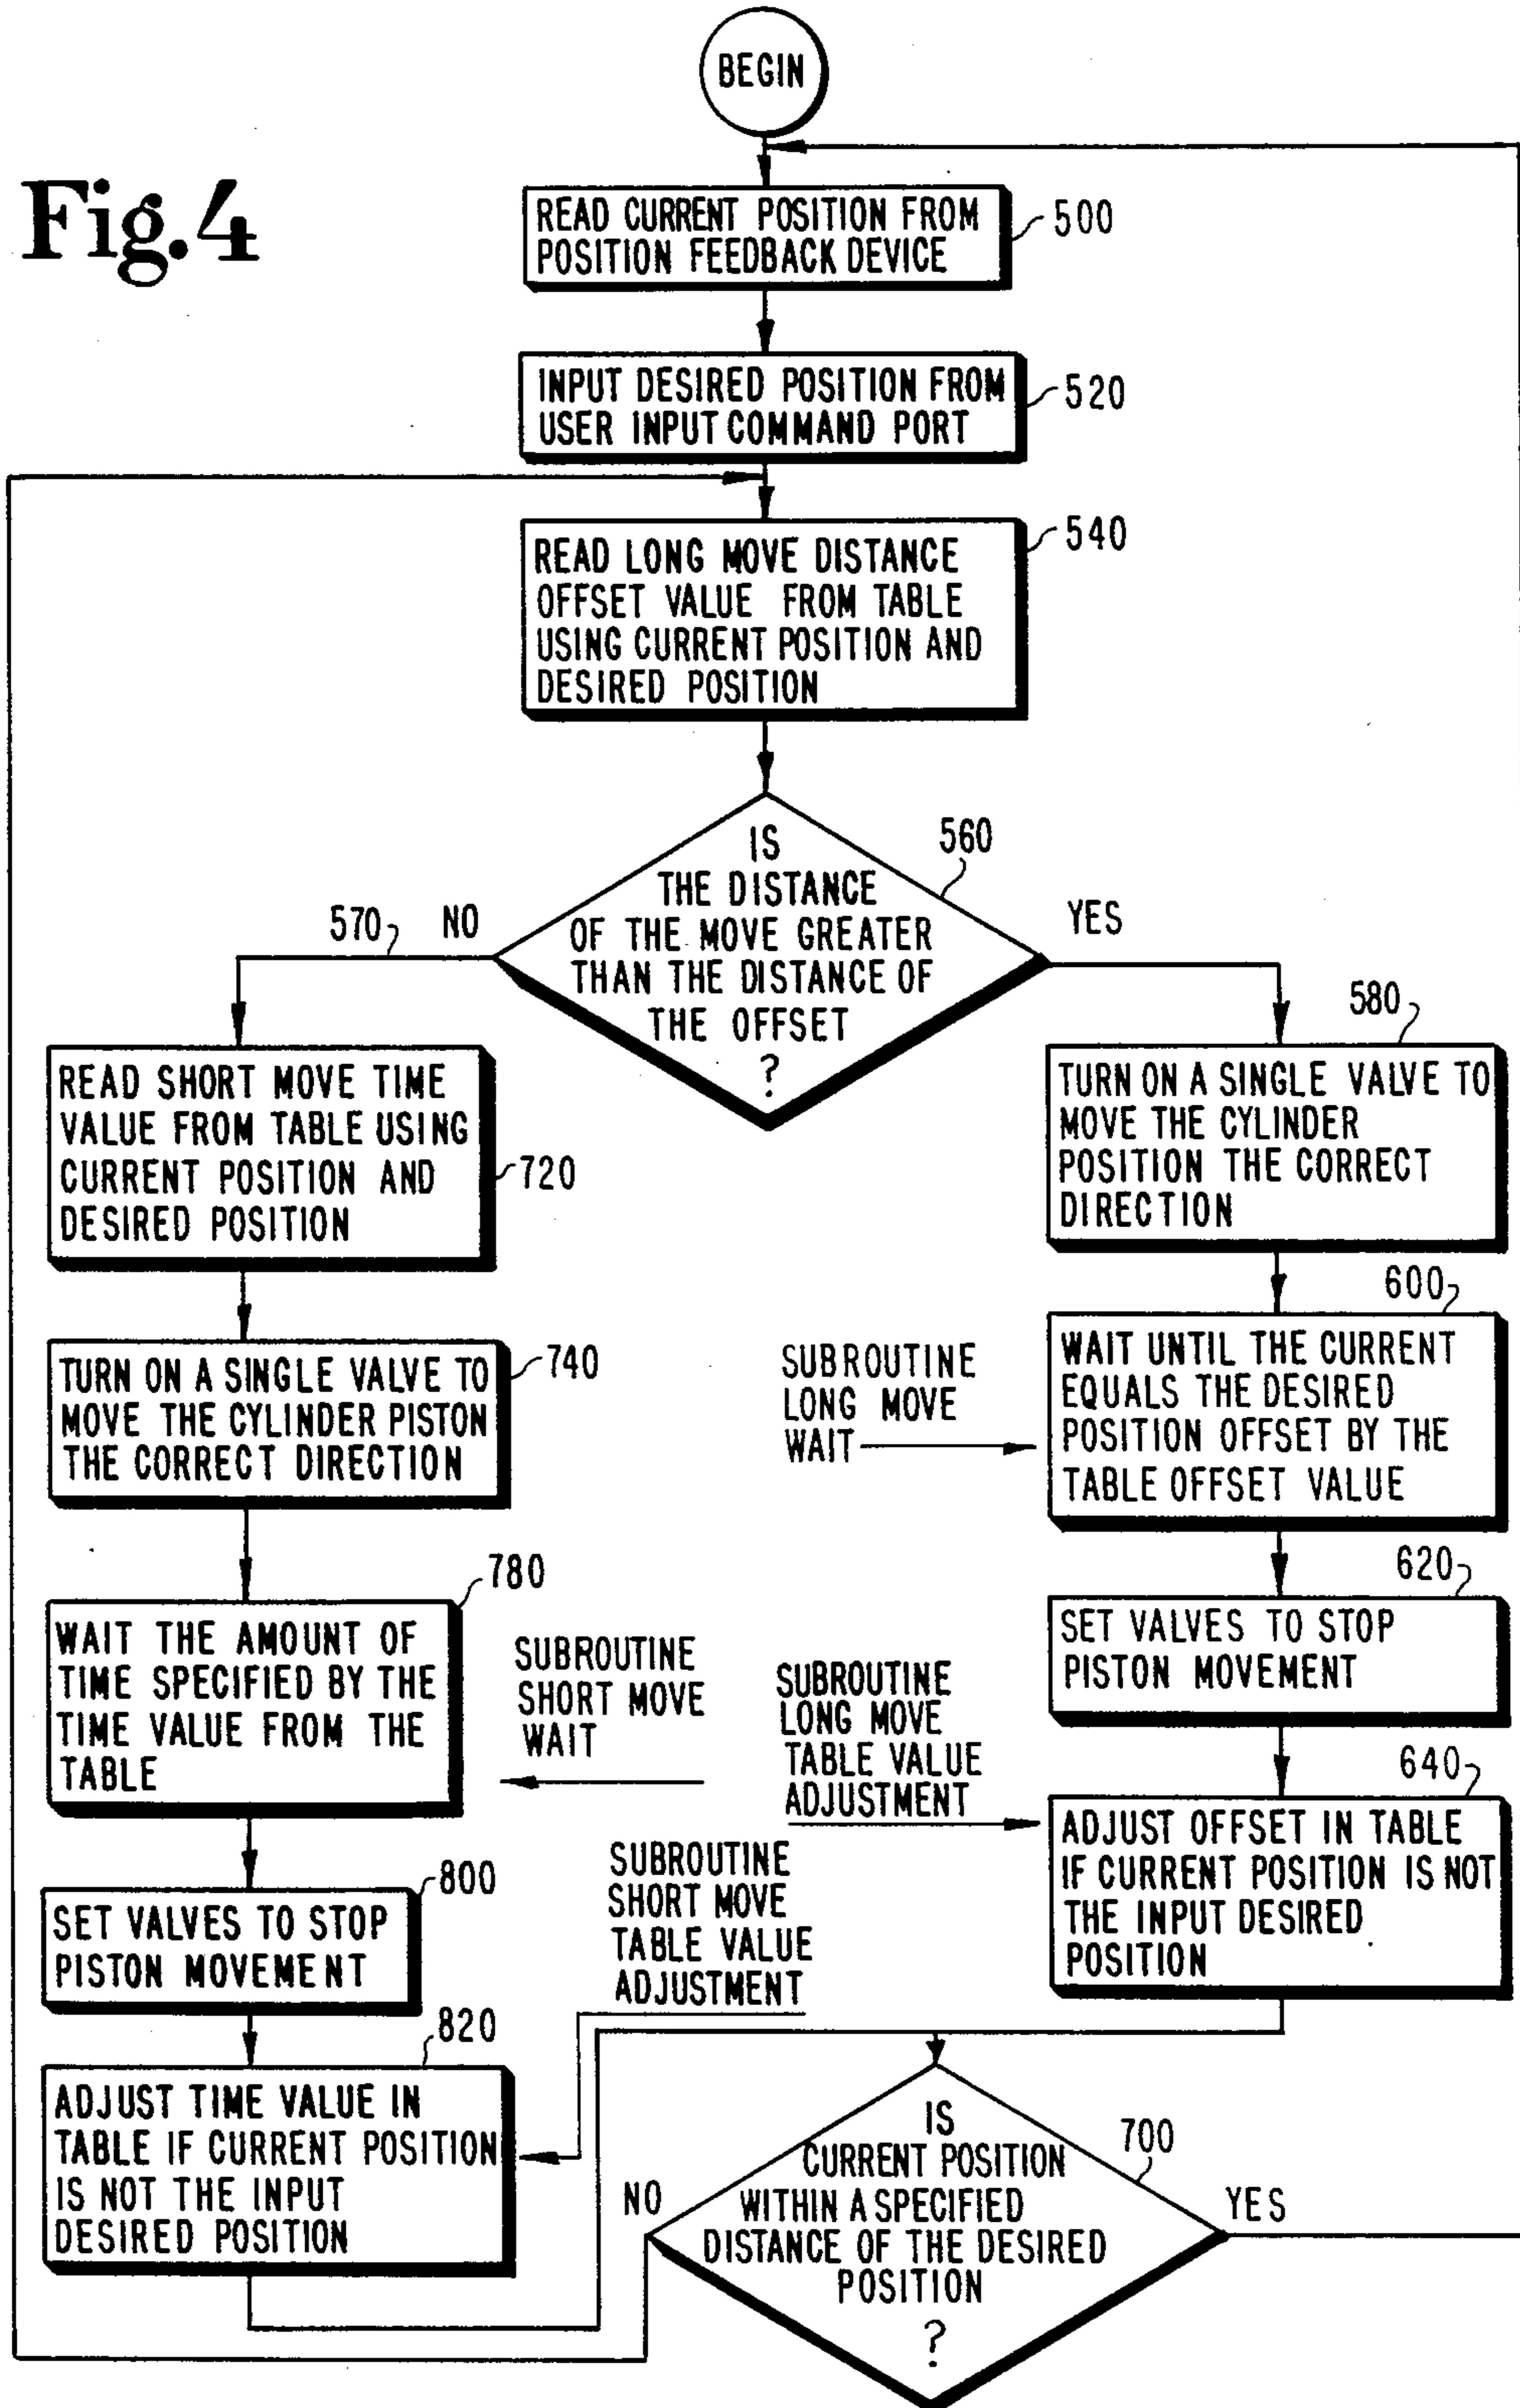 BEGIN
Fig.4
READ CURRENT POSITION FROM
POSITION FEEDBACK DEVICE
500
INPUT DESIRED POSITION FROM
USER INPUT COMMAND PORT
520
READ LONG MOVE DISTANCE
OFFSET VALUE FROM TABLE
USING CURRENT POSITION AND
DESIRED POSITION
540
IS
THE DISTANCE
OF THE MOVE GREATER
THAN THE DISTANCE OF
THE OFFSET
?
560
570
NO
YES
READ SHORT MOVE TIME
VALUE FROM TABLE USING
CURRENT POSITION AND
DESIRED POSITION
720
TURN ON A SINGLE VALVE TO
MOVE THE CYLINDER PISTON
THE CORRECT DIRECTION
740
WAIT THE AMOUNT OF
TIME SPECIFIED BY THE
TIME VALUE FROM THE
TABLE
780
SUBROUTINE
SHORT MOVE
WAIT
SET VALVES TO STOP
PISTON MOVEMENT
800
ADJUST TIME VALUE IN
TABLE IF CURRENT POSITION
IS NOT THE INPUT
DESIRED POSITION
820
SUBROUTINE
SHORT MOVE
TABLE VALUE
ADJUSTMENT
580
TURN ON A SINGLE VALVE TO
MOVE THE CYLINDER
POSITION THE CORRECT
DIRECTION
600
WAIT UNTIL THE CURRENT
EQUALS THE DESIRED
POSITION OFFSET BY THE
TABLE OFFSET VALUE
SUBROUTINE
LONG MOVE
WAIT
620
SET VALVES TO STOP
PISTON MOVEMENT
SUBROUTINE
LONG MOVE
TABLE VALUE
ADJUSTMENT
640
ADJUST OFFSET IN TABLE
IF CURRENT POSITION IS NOT
THE INPUT DESIRED
POSITION
IS
CURRENT POSITION
WITHIN A SPECIFIED
DISTANCE OF THE DESIRED
POSITION
?
700
NO
YES